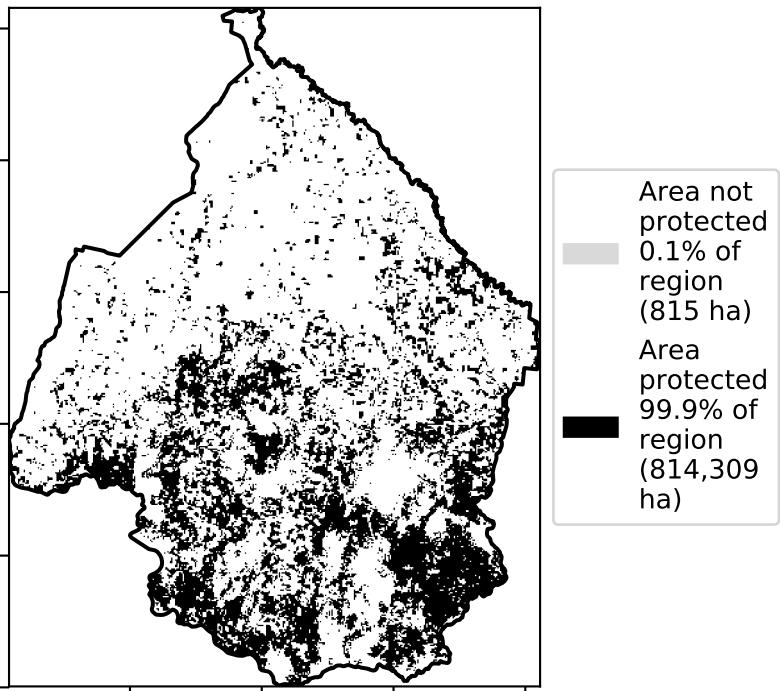 Area not
protected
0.1% of
region
(815 ha)
Area
protected
99.9% of
region
(814,309
ha)